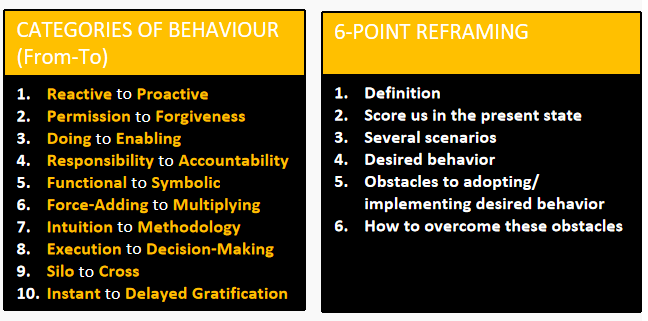 CATEGORIES OF BEHAVIOUR
(From-To)
1. Reactive to Proactive
2. Permission to Forgiveness
3. Doing to Enabling
4. Responsibility to Accountability
5. Functional to Symbolic
6. Force-Adding to Multiplying
7. Intuition to Methodology
8. Execution to Decision-Making
9. Silo to Cross
10. Instant to Delayed Gratification
6-POINT REFRAMING
1. Definition
2. Score us in the present state
3. Several scenarios
4. Desired behavior
5. Obstacles to adopting/
implementing desired behavior
6. How to overcome these obstacles